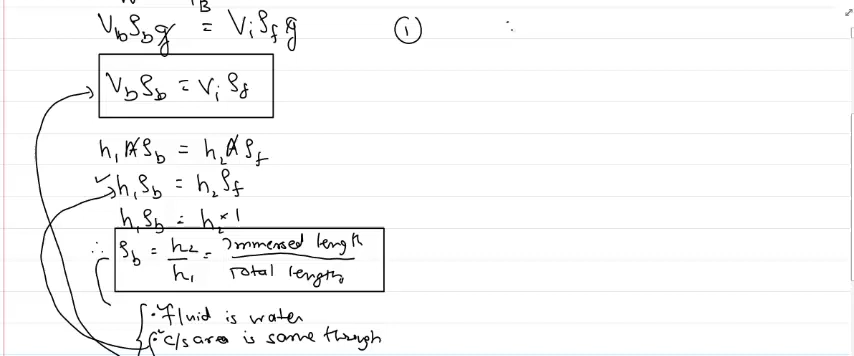 F_B
V_b ρ_b g = V_i ρ_f g ①
V_b ρ_b = V_i ρ_f
h_1 A ρ_b = h_2 A ρ_f
✓ h_1 ρ_b = h_2 ρ_f
h_1 ρ_b = h_2 × 1
∴ ρ_b = h_2/h_1 = Immersed length/Total length
fluid is water
c/s area is same through